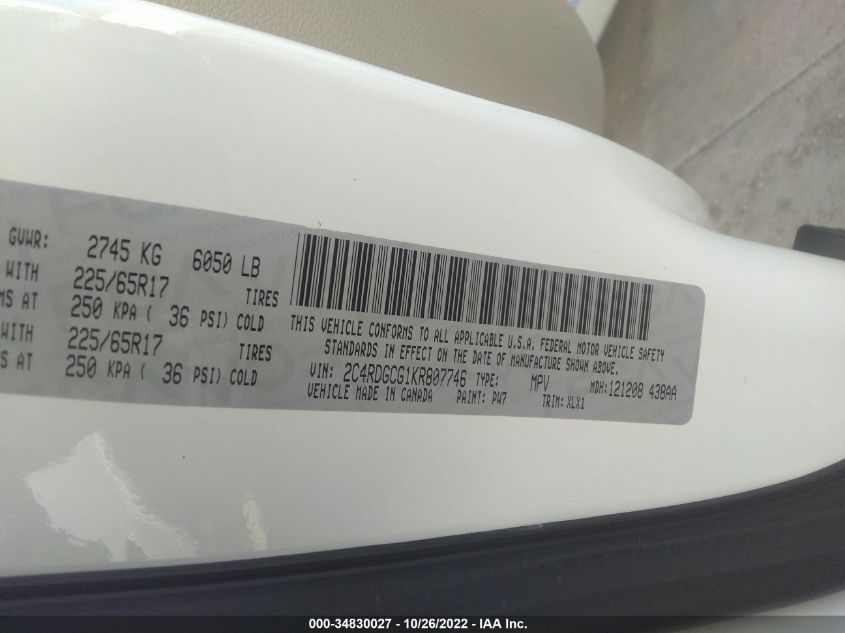 GVWR: 2745 KG 6050 LB
WITH 225/65R17 TIRES
MS AT 250 KPA ( 36 PSI) COLD
WITH 225/65R17 TIRES
MS AT 250 KPA ( 36 PSI) COLD
THIS VEHICLE CONFORMS TO ALL APPLICABLE U.S.A. FEDERAL MOTOR VEHICLE SAFETY
STANDARDS IN EFFECT ON THE DATE OF MANUFACTURE SHOWN ABOVE.
VIN: 2C4RDGCG1KR807746 TYPE: MPV MDH:121208 438AA
VEHICLE MADE IN CANADA PAINT: PW7 TRIM: XLX1
000-34830027 - 10/26/2022 - IAA Inc.